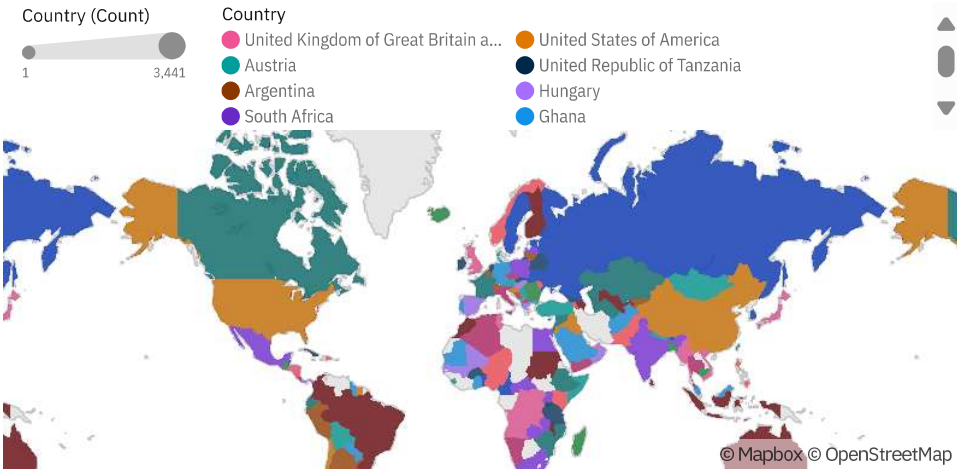 Country (Count)
1
3,441
Country
United Kingdom of Great Britain a...
United States of America
Austria
United Republic of Tanzania
Argentina
Hungary
South Africa
Ghana
© Mapbox © OpenStreetMap